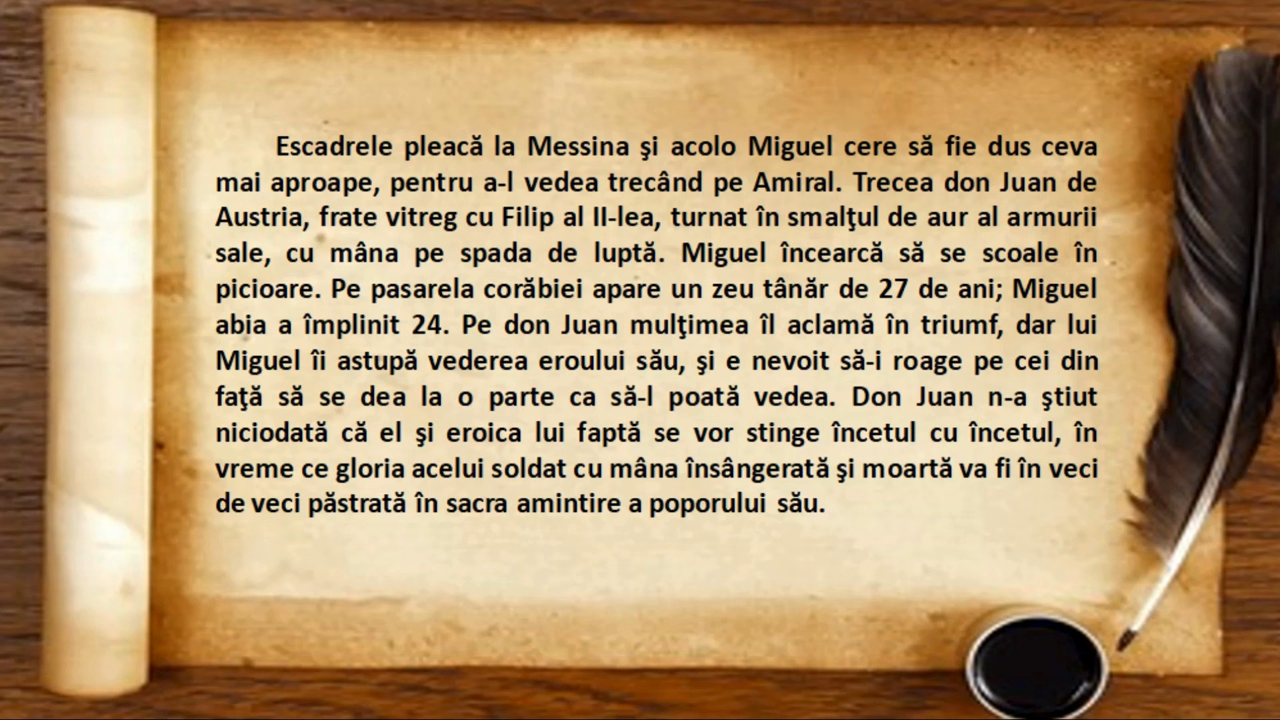 Escadrele pleacă la Messina şi acolo Miguel cere să fie dus ceva
mai aproape, pentru a-l vedea trecând pe Amiral. Trecea don Juan de
Austria, frate vitreg cu Filip al II-lea, turnat în smalţul de aur al armurii
sale, cu mâna pe spada de luptă. Miguel încearcă să se scoale în
picioare. Pe pasarela corăbiei apare un zeu tânăr de 27 de ani; Miguel
abia a împlinit 24. Pe don Juan mulţimea îl aclamă în triumf, dar lui
Miguel îi astupă vederea eroului său, şi e nevoit să-i roage pe cei din
faţă să se dea la o parte ca să-l poată vedea. Don Juan n-a ştiut
niciodată că el şi eroica lui faptă se vor stinge încetul cu încetul, în
vreme ce gloria acelui soldat cu mâna însângerată şi moartă va fi în veci
de veci păstrată în sacra amintire a poporului său.